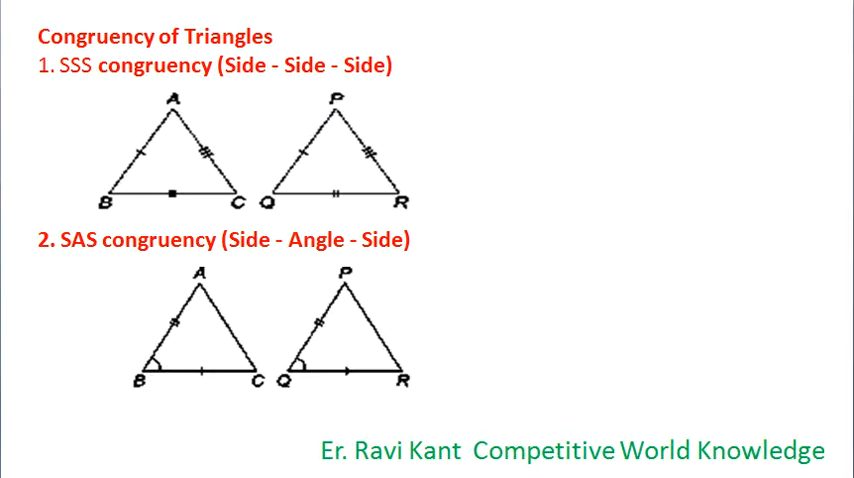 Congruency of Triangles
1. SSS congruency (Side - Side - Side)
A P
B C Q R
2. SAS congruency (Side - Angle - Side)
A P
B C Q R
Er. Ravi Kant Competitive World Knowledge